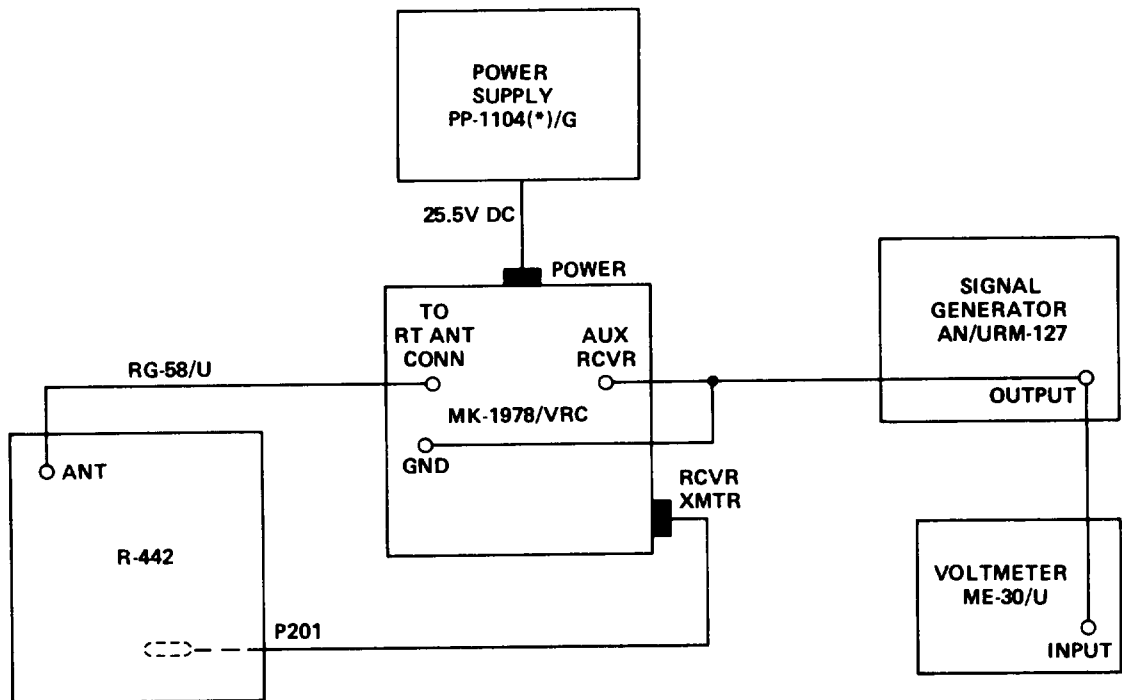 POWER
SUPPLY
PP-1104(*)/G
25.5V DC
POWER
TO
RT ANT
CONN
AUX
RCVR
SIGNAL
GENERATOR
AN/URM-127
OUTPUT
RG-58/U
MK-1978/VRC
GND
RCVR
XMTR
ANT
R-442
P201
VOLTMETER
ME-30/U
INPUT